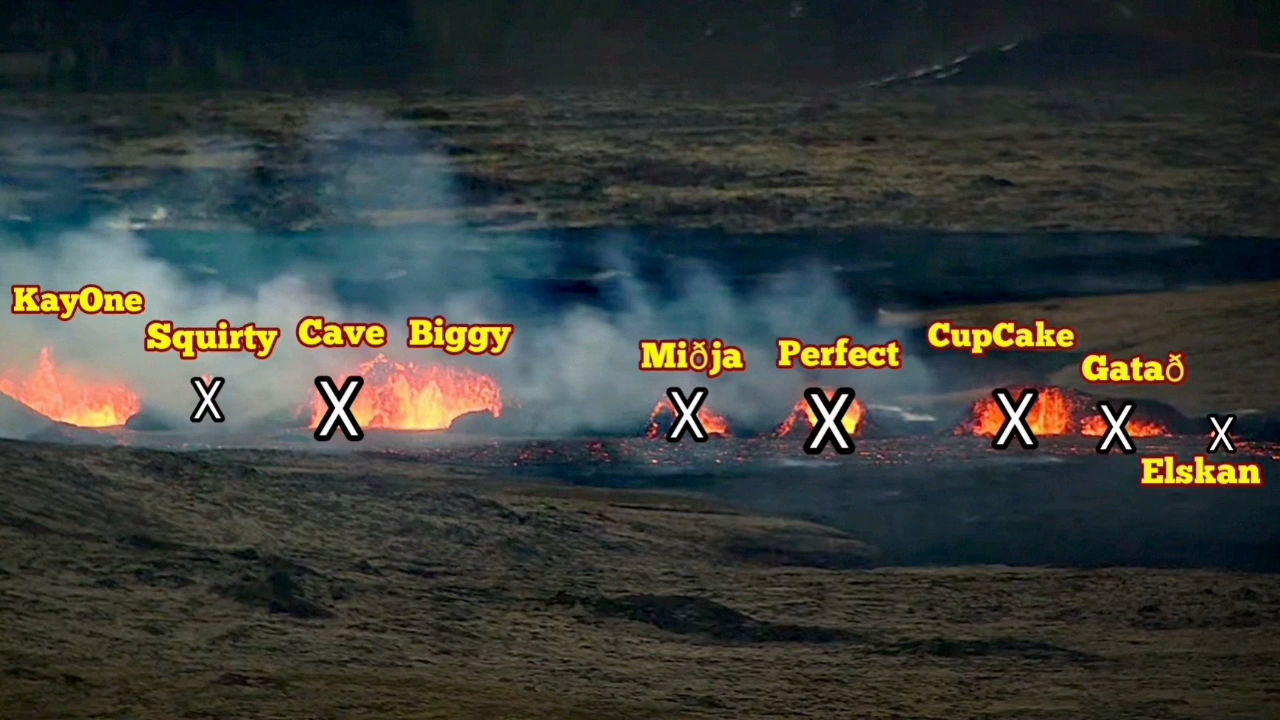 KayOne
Squirty
Cave
Biggy
Miðja
Perfect
CupCake
Gatað
Elskan
X
X
X
X
X
X
X